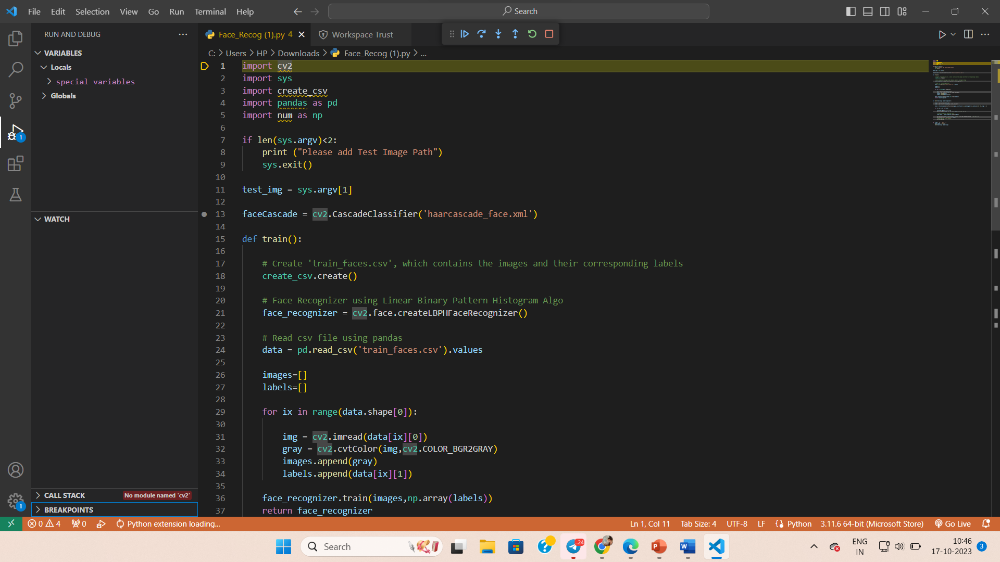 File Edit Selection View Go Run Terminal Help
Search
RUN AND DEBUG
Face_Recog (1).py 4
Workspace Trust
C: > Users > HP > Downloads > Face_Recog (1).py > ...
VARIABLES
Locals
special variables
Globals
WATCH
CALL STACK
No module named 'cv2'
BREAKPOINTS
1 import cv2
2 import sys
3 import create_csv
4 import pandas as pd
5 import num as np
6
7 if len(sys.argv)<2:
8 print ("Please add Test Image Path")
9 sys.exit()
10
11 test_img = sys.argv[1]
12
13 faceCascade = cv2.CascadeClassifier('haarcascade_face.xml')
14
15 def train():
16
17 # Create 'train_faces.csv', which contains the images and their corresponding labels
18 create_csv.create()
19
20 # Face Recognizer using Linear Binary Pattern Histogram Algo
21 face_recognizer = cv2.face.createLBPHFaceRecognizer()
22
23 # Read csv file using pandas
24 data = pd.read_csv('train_faces.csv').values
25
26 images=[]
27 labels=[]
28
29 for ix in range(data.shape[0]):
30
31 img = cv2.imread(data[ix][0])
32 gray = cv2.cvtColor(img,cv2.COLOR_BGR2GRAY)
33 images.append(gray)
34 labels.append(data[ix][1])
35
36 face_recognizer.train(images,np.array(labels))
37 return face_recognizer
1
1
0 4 0 Python extension loading...
Ln 1, Col 11 Tab Size: 4 UTF-8 LF Python 3.11.6 64-bit (Microsoft Store) Go Live
Search
..24
ENG
IN
10:46
17-10-2023
3